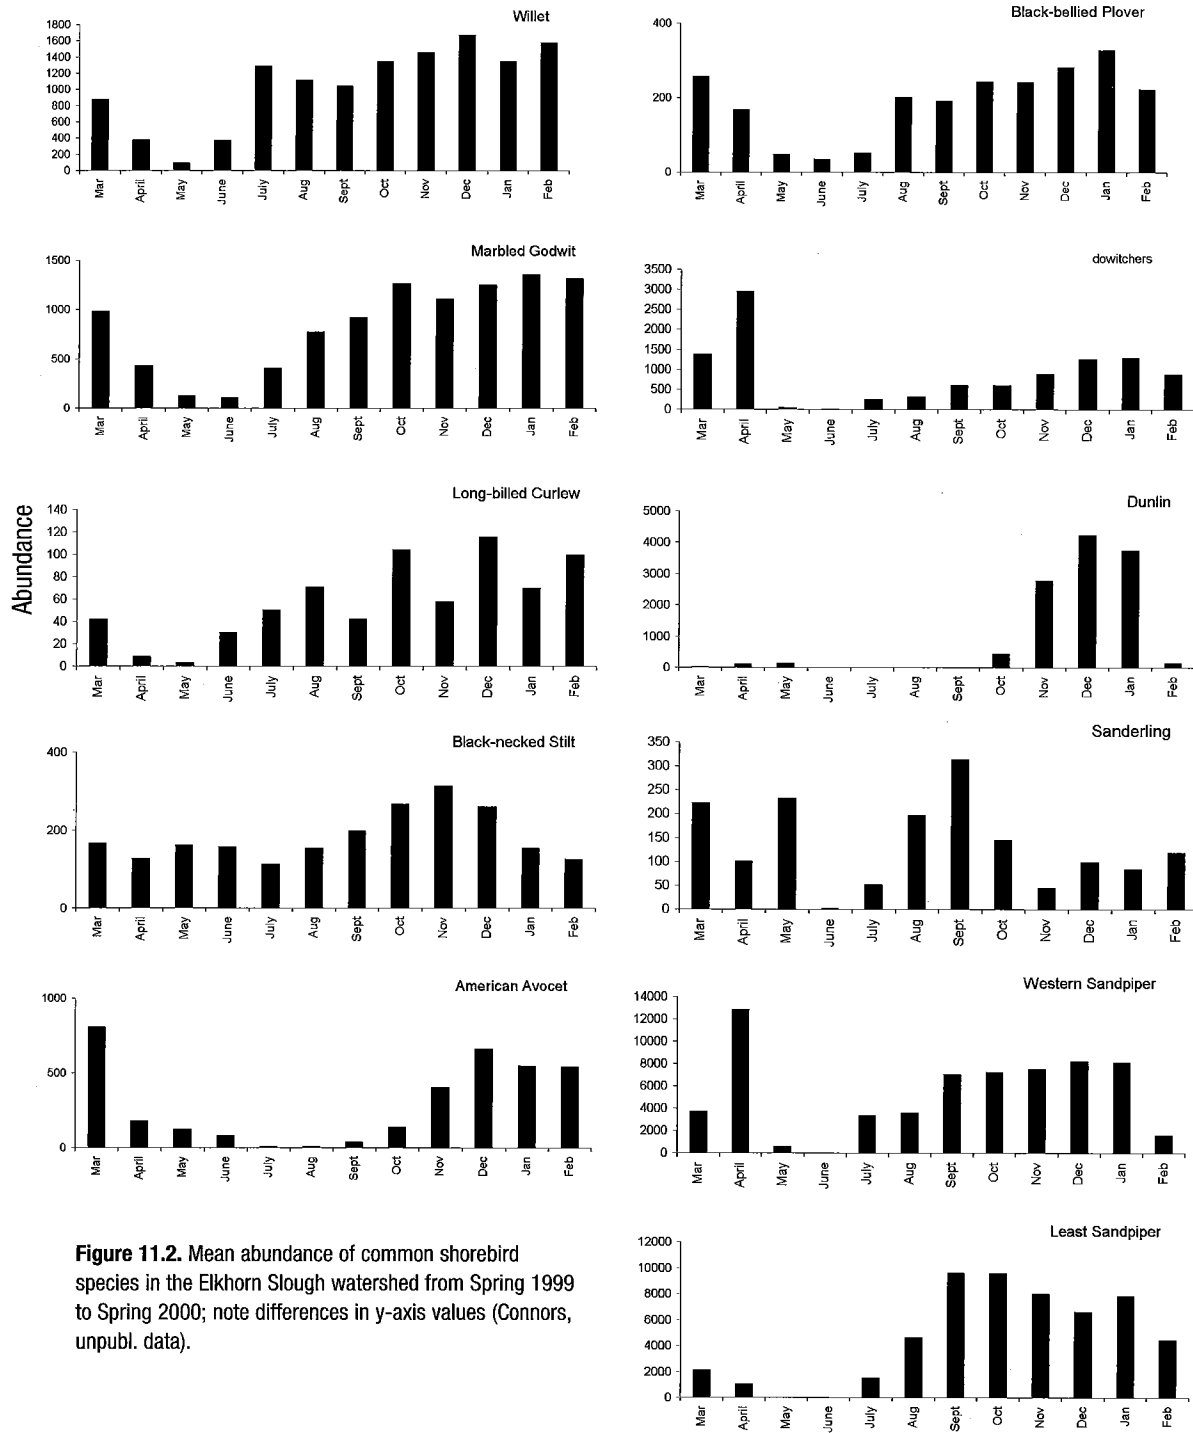 Willet
1800
1600
1400
1200
1000
800
600
400
200
0
Mar April May June July Aug Sept Oct Nov Dec Jan Feb
Black-bellied Plover
400
200
0
Mar April May June July Aug Sept Oct Nov Dec Jan Feb
Marbled Godwit
1500
1000
500
0
Mar April May June July Aug Sept Oct Nov Dec Jan Feb
dowitchers
3500
3000
2500
2000
1500
1000
500
0
Mar April May June July Aug Sept Oct Nov Dec Jan Feb
Abundance
Long-billed Curlew
140
120
100
80
60
40
20
0
Mar April May June July Aug Sept Oct Nov Dec Jan Feb
Dunlin
5000
4000
3000
2000
1000
0
Mar April May June July Aug Sept Oct Nov Dec Jan Feb
Black-necked Stilt
400
200
0
Mar April May June July Aug Sept Oct Nov Dec Jan Feb
Sanderling
350
300
250
200
150
100
50
0
Mar April May June July Aug Sept Oct Nov Dec Jan Feb
American Avocet
1000
500
0
Mar April May June July Aug Sept Oct Nov Dec Jan Feb
Western Sandpiper
14000
12000
10000
8000
6000
4000
2000
0
Mar April May June July Aug Sept Oct Nov Dec Jan Feb
Least Sandpiper
12000
10000
8000
6000
4000
2000
0
Mar April May June July Aug Sept Oct Nov Dec Jan Feb
Figure 11.2. Mean abundance of common shorebird
species in the Elkhorn Slough watershed from Spring 1999
to Spring 2000; note differences in y-axis values (Connors,
unpubl. data).